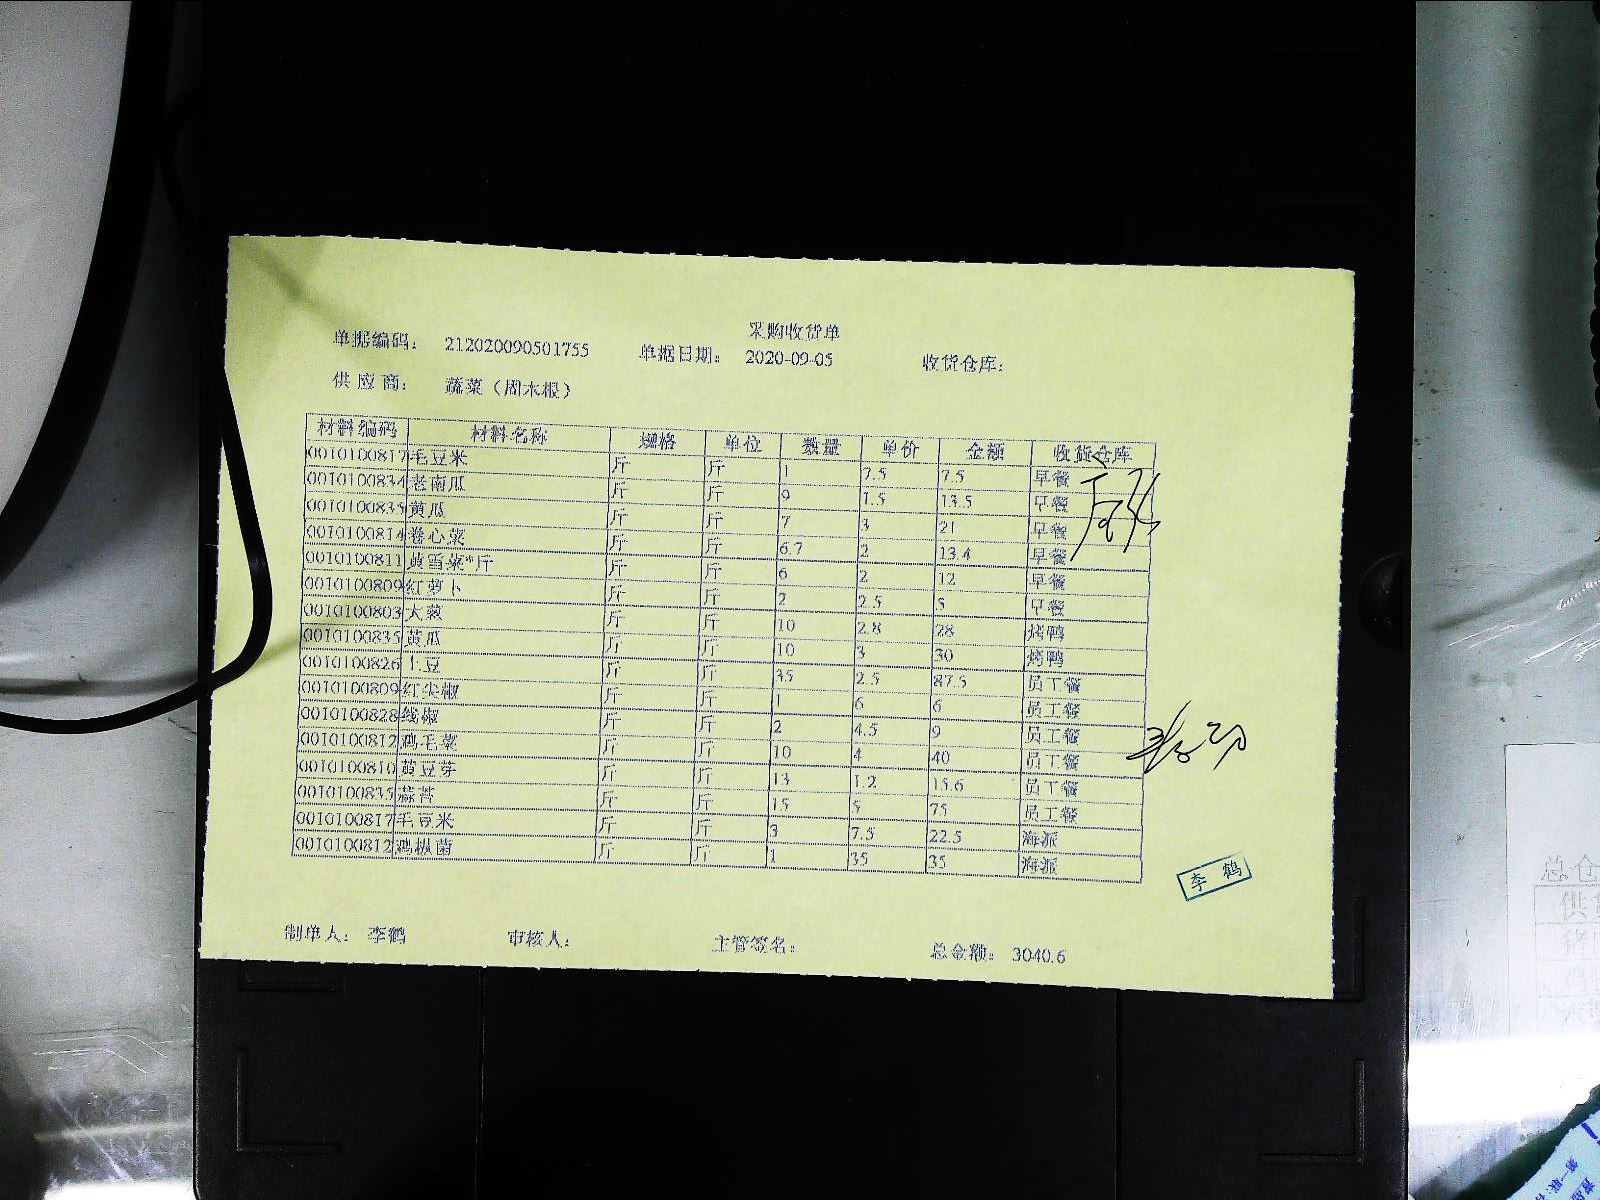 采购收货单
单据编码： 212020090501755 单据日期： 2020-09-05 收货仓库：
供 应 商： 蔬菜（周木根）
材料编码 材料名称 规格 单位 数量 单价 金额 收货仓库
0010100817 毛豆米 斤 斤 1 7.5 7.5 早餐
0010100834 老南瓜 斤 斤 9 1.5 13.5 早餐
0010100835 黄瓜 斤 斤 7 3 21 早餐
0010100814 卷心菜 斤 斤 6.7 2 13.4 早餐
0010100811 黄雪菜*斤 斤 斤 6 2 12 早餐
0010100809 红萝卜 斤 斤 2 2.5 5 早餐
0010100803 大葱 斤 斤 10 2.8 28 烤鸭
0010100835 黄瓜 斤 斤 10 3 30 烤鸭
0010100826 土豆 斤 斤 35 2.5 87.5 员工餐
0010100809 红尖椒 斤 斤 1 6 6 员工餐
0010100828 线椒 斤 斤 2 4.5 9 员工餐
0010100812 鸡毛菜 斤 斤 10 4 40 员工餐
0010100810 黄豆芽 斤 斤 13 1.2 15.6 员工餐
0010100835 蒜苔 斤 斤 15 5 75 员工餐
0010100817 毛豆米 斤 斤 3 7.5 22.5 海派
0010100812 鸡枞菌 斤 斤 1 35 35 海派
李 鹤
制单人： 李鹤 审核人： 主管签名： 总金额： 3040.6
总仓